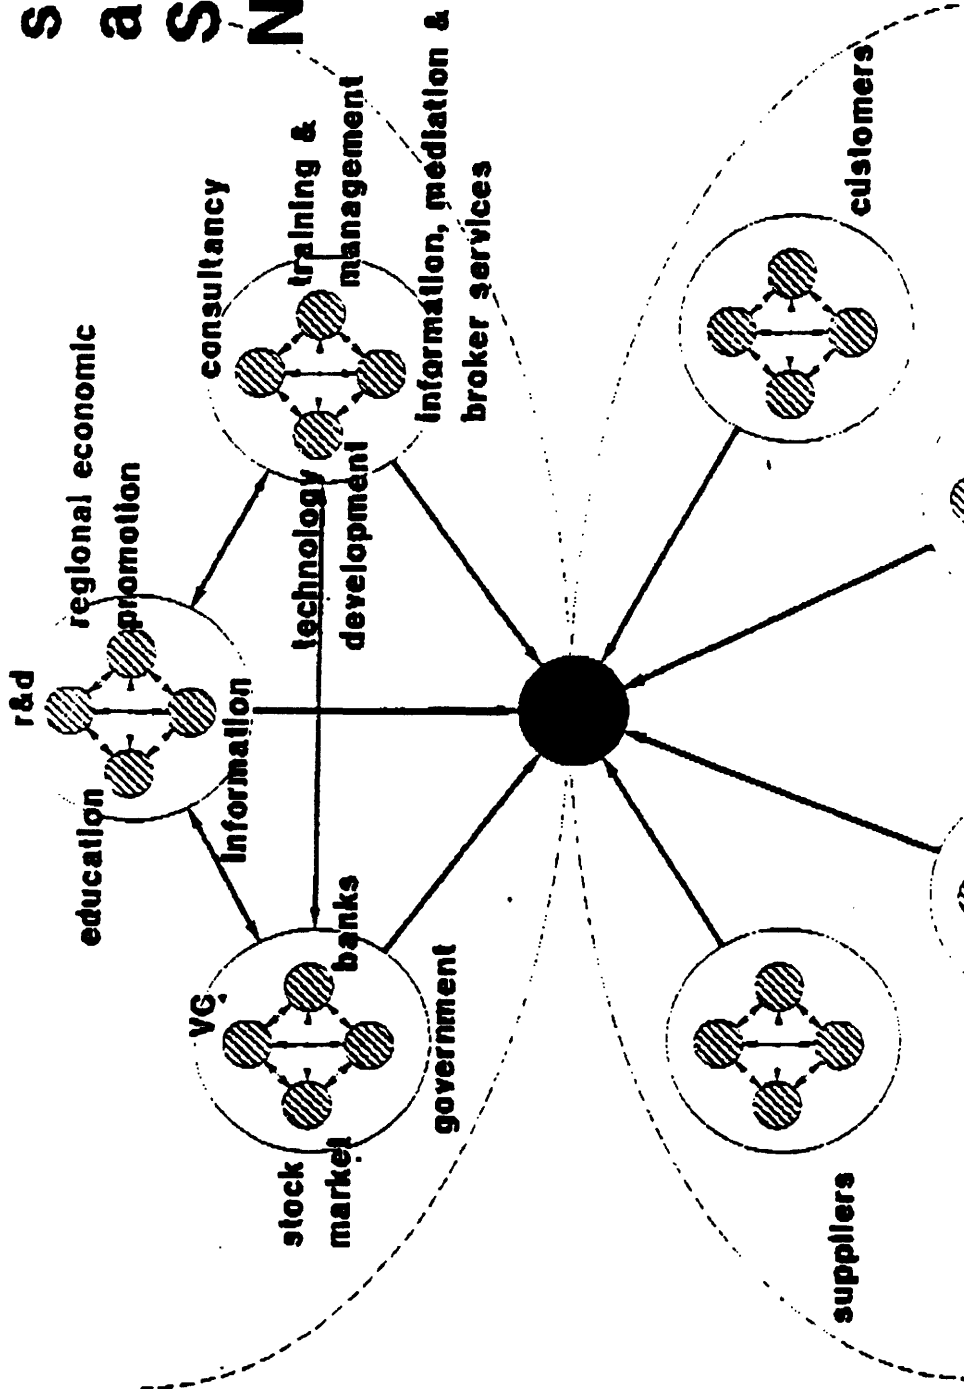 s
a
S
N
r&d
regional economic
promotion
education
information
consultancy
training &
management
technology
development
information, mediation &
broker services
VC
banks
stock
market
government
customers
suppliers